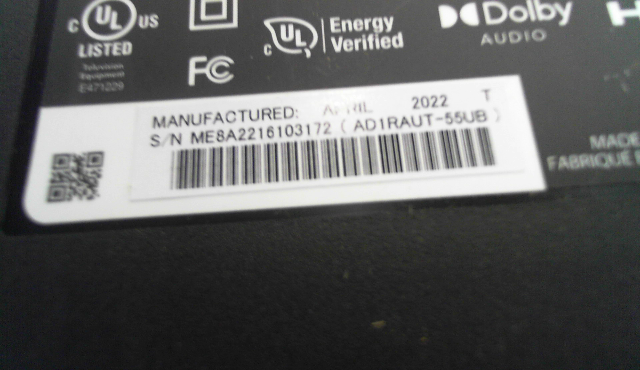 C UL US
LISTED
Television
Equipment
E471229
FC
C UL
Energy
Verified
Dolby
AUDIO
H
MANUFACTURED: APRIL 2022 T
S/N ME8A2216103172 ( AD1RAUT-55UB )
MADE
FABRIQUÉ